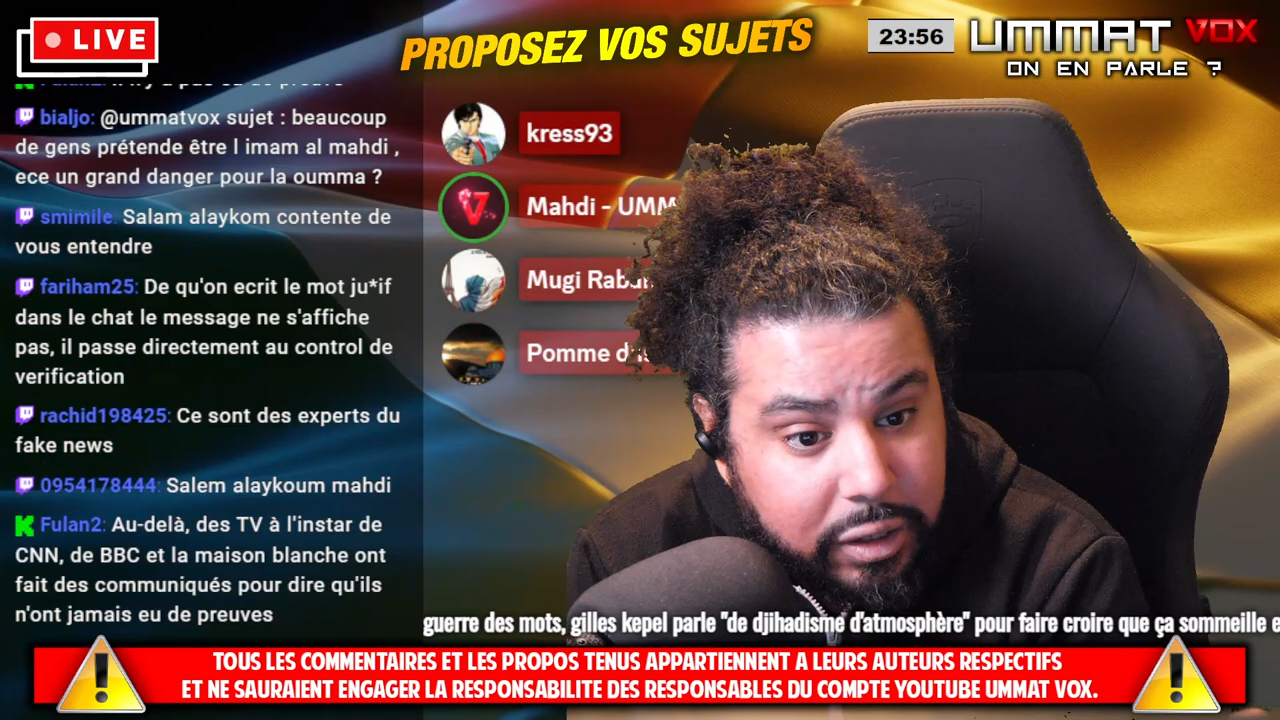 LIVE
PROPOSEZ VOS SUJETS
23:56
UMMAT VOX
ON EN PARLE ?
bialjo: @ummatvox sujet : beaucoup
de gens prétende être l imam al mahdi ,
ece un grand danger pour la oumma ?
smimile: Salam alaykom contente de
vous entendre
fariham25: De qu'on ecrit le mot ju*if
dans le chat le message ne s'affiche
pas, il passe directement au control de
verification
rachid198425: Ce sont des experts du
fake news
0954178444: Salem alaykoum mahdi
Fulan2: Au-delà, des TV à l'instar de
CNN, de BBC et la maison blanche ont
fait des communiqués pour dire qu'ils
n'ont jamais eu de preuves
kress93
Mahdi - UMM
Mugi
Pomme
guerre des mots, gilles kepel parle "de djihadisme d'atmosphère" pour faire croire que ça sommeille e
TOUS LES COMMENTAIRES ET LES PROPOS TENUS APPARTIENNENT A LEURS AUTEURS RESPECTIFS
ET NE SAURAIENT ENGAGER LA RESPONSABILITE DES RESPONSABLES DU COMPTE YOUTUBE UMMAT VOX.